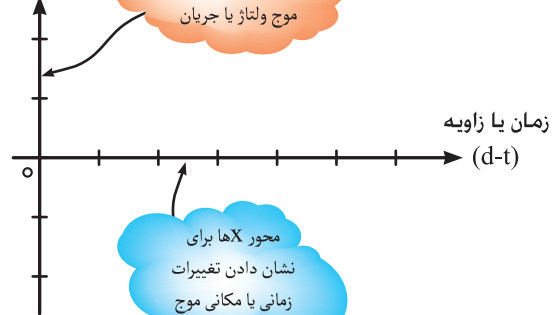 موج ولتاژ یا جریان
زمان یا زاویه
(d-t)
o
محور Xها برای
نشان دادن تغییرات
زمانی یا مکانی موج